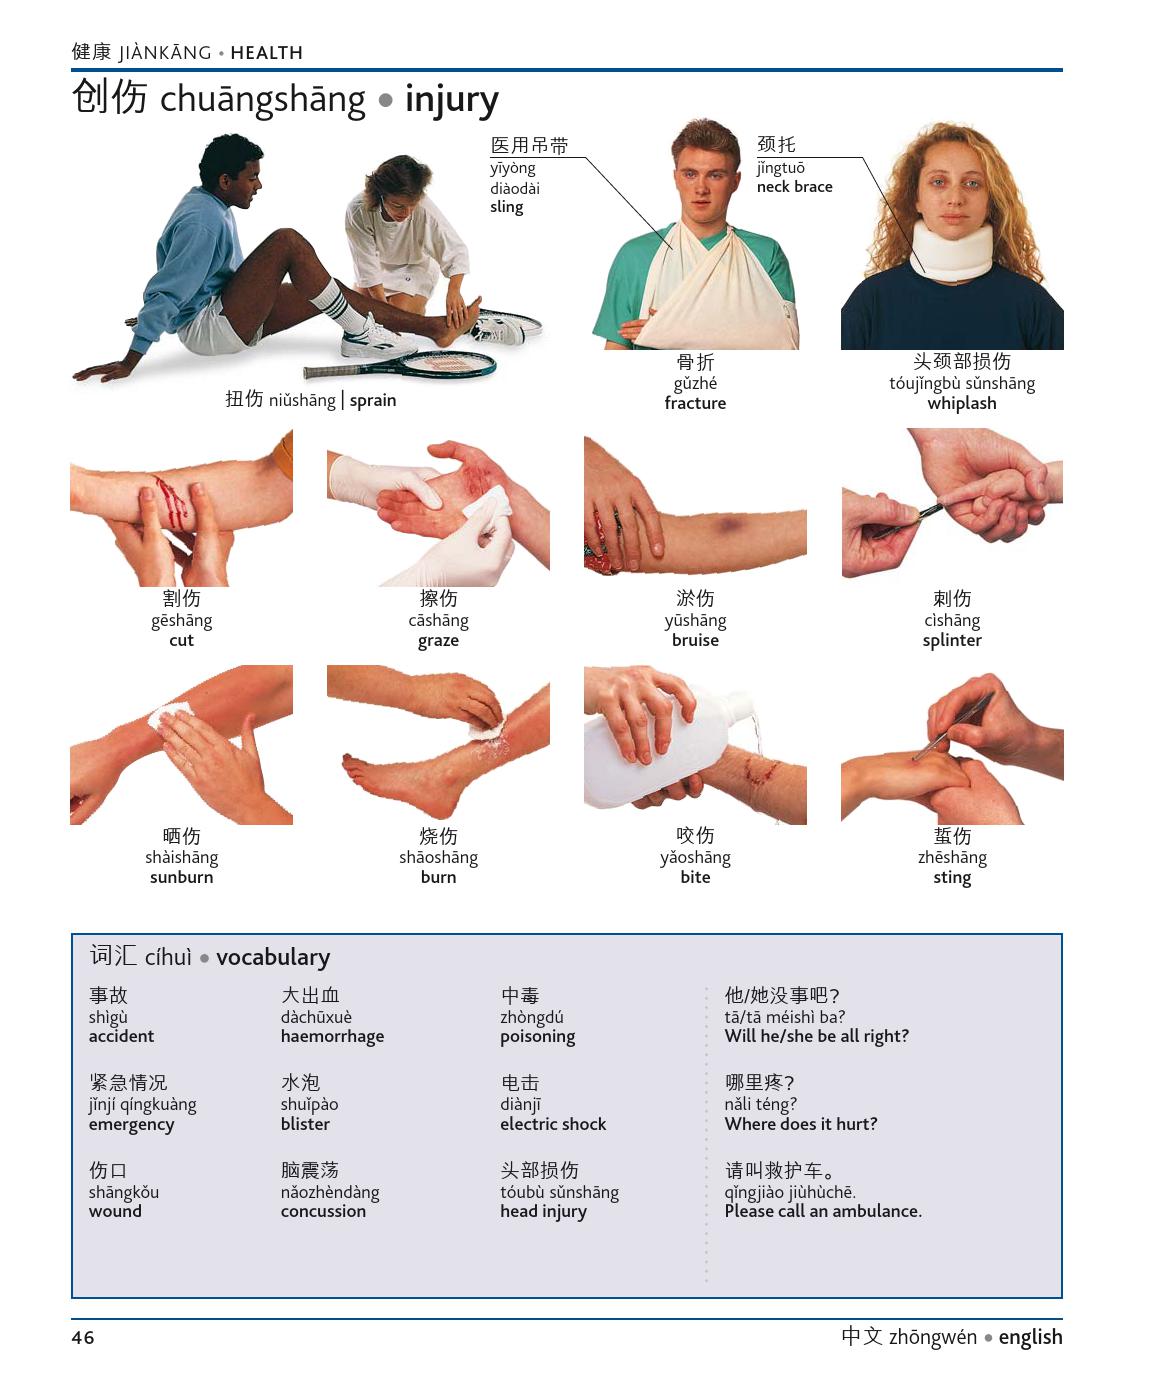 健康 JIÀNKĀNG • HEALTH
创伤 chuāngshāng • injury
医用吊带
yīyòng
diàodài
sling
颈托
jǐngtuō
neck brace
扭伤 niǔshāng | sprain
骨折
gǔzhé
fracture
头颈部损伤
tóujǐngbù sǔnshāng
whiplash
割伤
gēshāng
cut
擦伤
cāshāng
graze
淤伤
yūshāng
bruise
刺伤
cìshāng
splinter
晒伤
shàishāng
sunburn
烧伤
shāoshāng
burn
咬伤
yǎoshāng
bite
蜇伤
zhēshāng
sting
词汇 cíhuì • vocabulary
事故
shìgù
accident
紧急情况
jǐnjí qíngkuàng
emergency
伤口
shāngkǒu
wound
大出血
dàchūxuè
haemorrhage
水泡
shuǐpào
blister
脑震荡
nǎozhèndàng
concussion
中毒
zhòngdú
poisoning
电击
diànjī
electric shock
头部损伤
tóubù sǔnshāng
head injury
他/她没事吧?
tā/tā méishì ba?
Will he/she be all right?
哪里疼?
nǎli téng?
Where does it hurt?
请叫救护车。
qǐngjiào jiùhùchē.
Please call an ambulance.
46
中文 zhōngwén • english